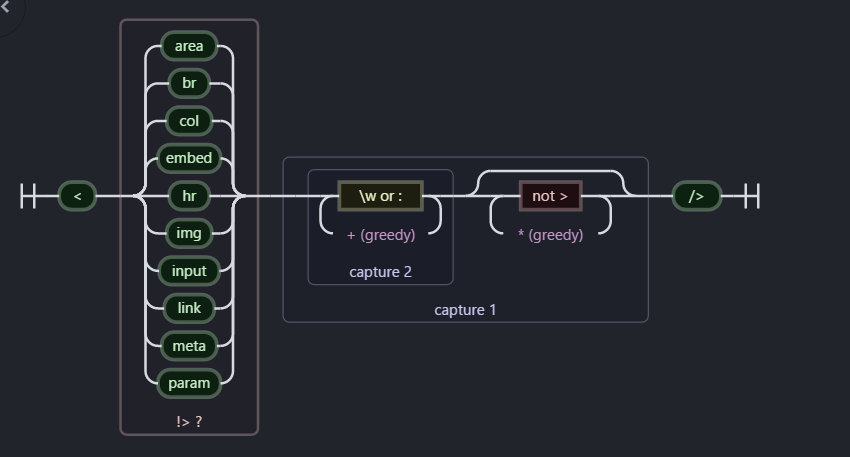 area
br
col
embed
< hr \w or : not > />
img + (greedy) * (greedy)
input capture 2
link capture 1
meta
param
!> ?